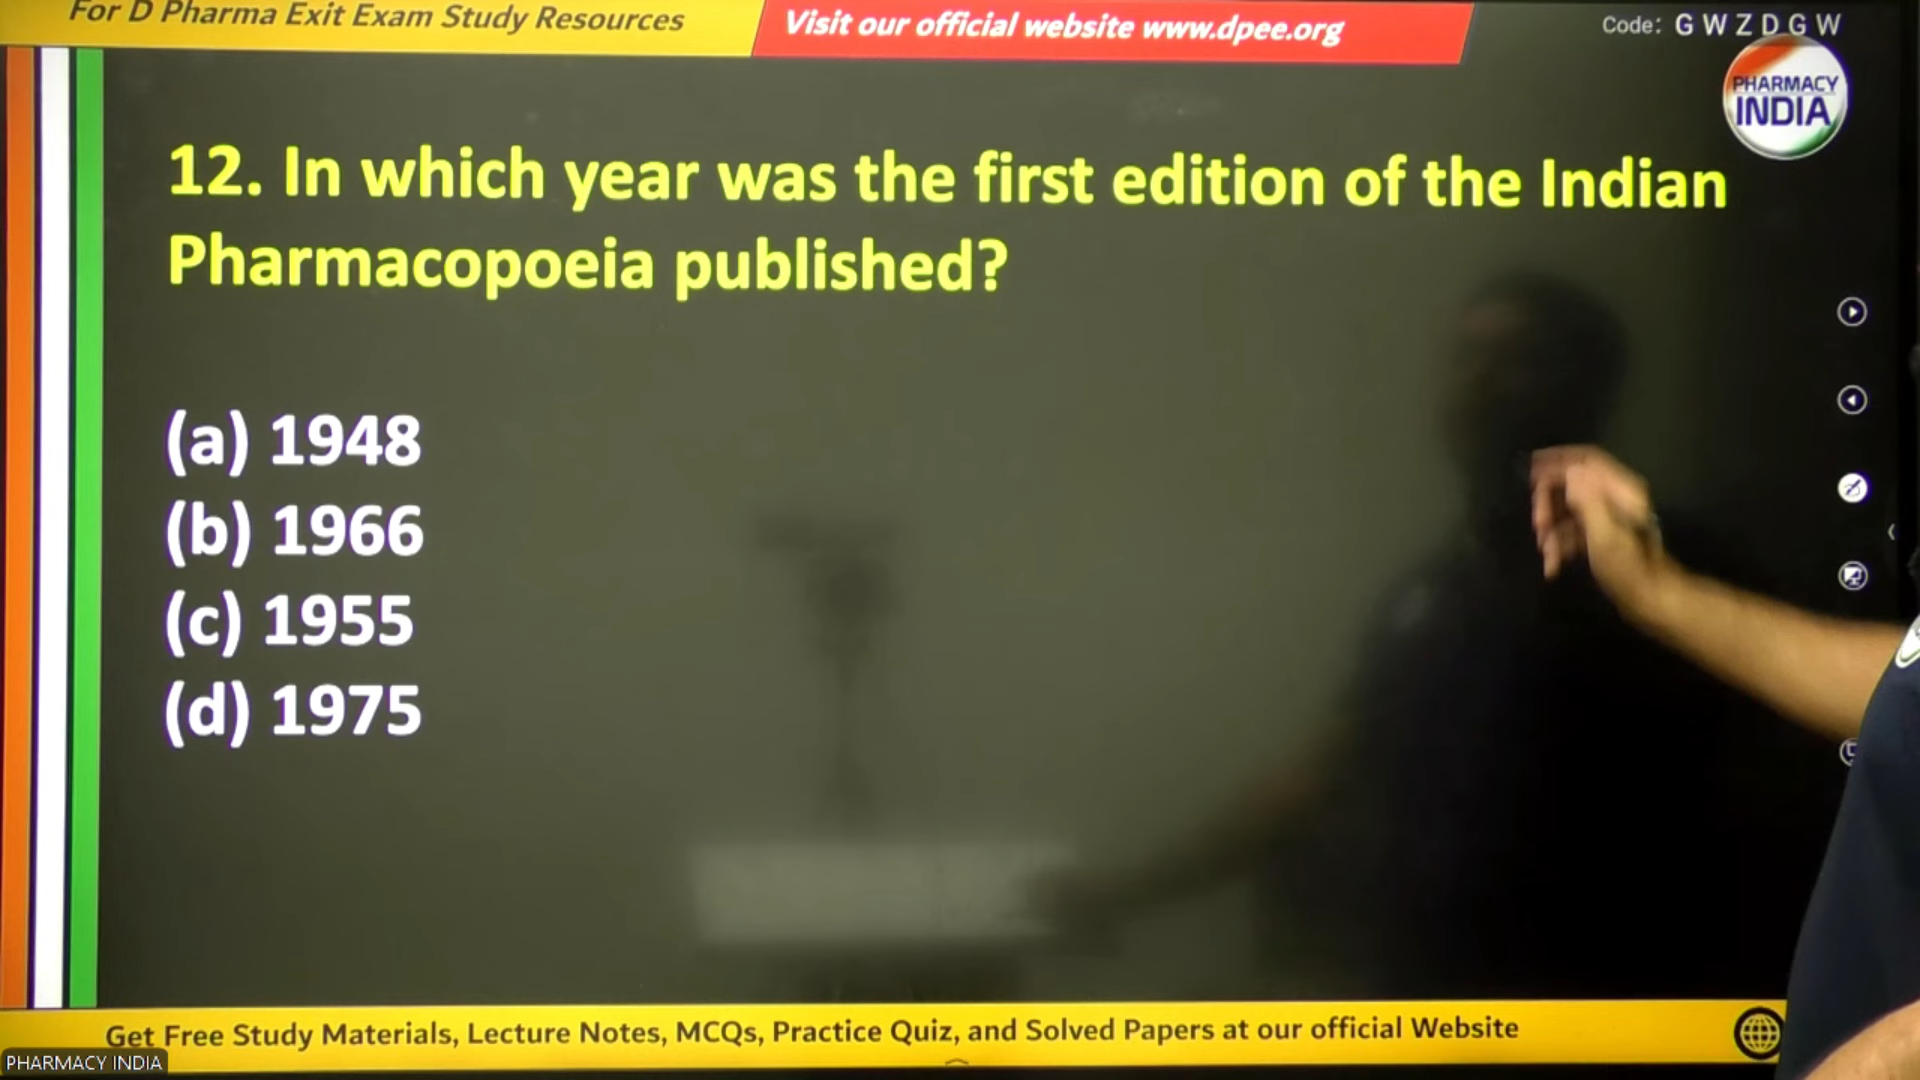 For D Pharma Exit Exam Study Resources
Visit our official website www.dpee.org
Code: G W Z D G W
PHARMACY
INDIA
12. In which year was the first edition of the Indian
Pharmacopoeia published?
(a) 1948
(b) 1966
(c) 1955
(d) 1975
Get Free Study Materials, Lecture Notes, MCQs, Practice Quiz, and Solved Papers at our official Website
PHARMACY INDIA